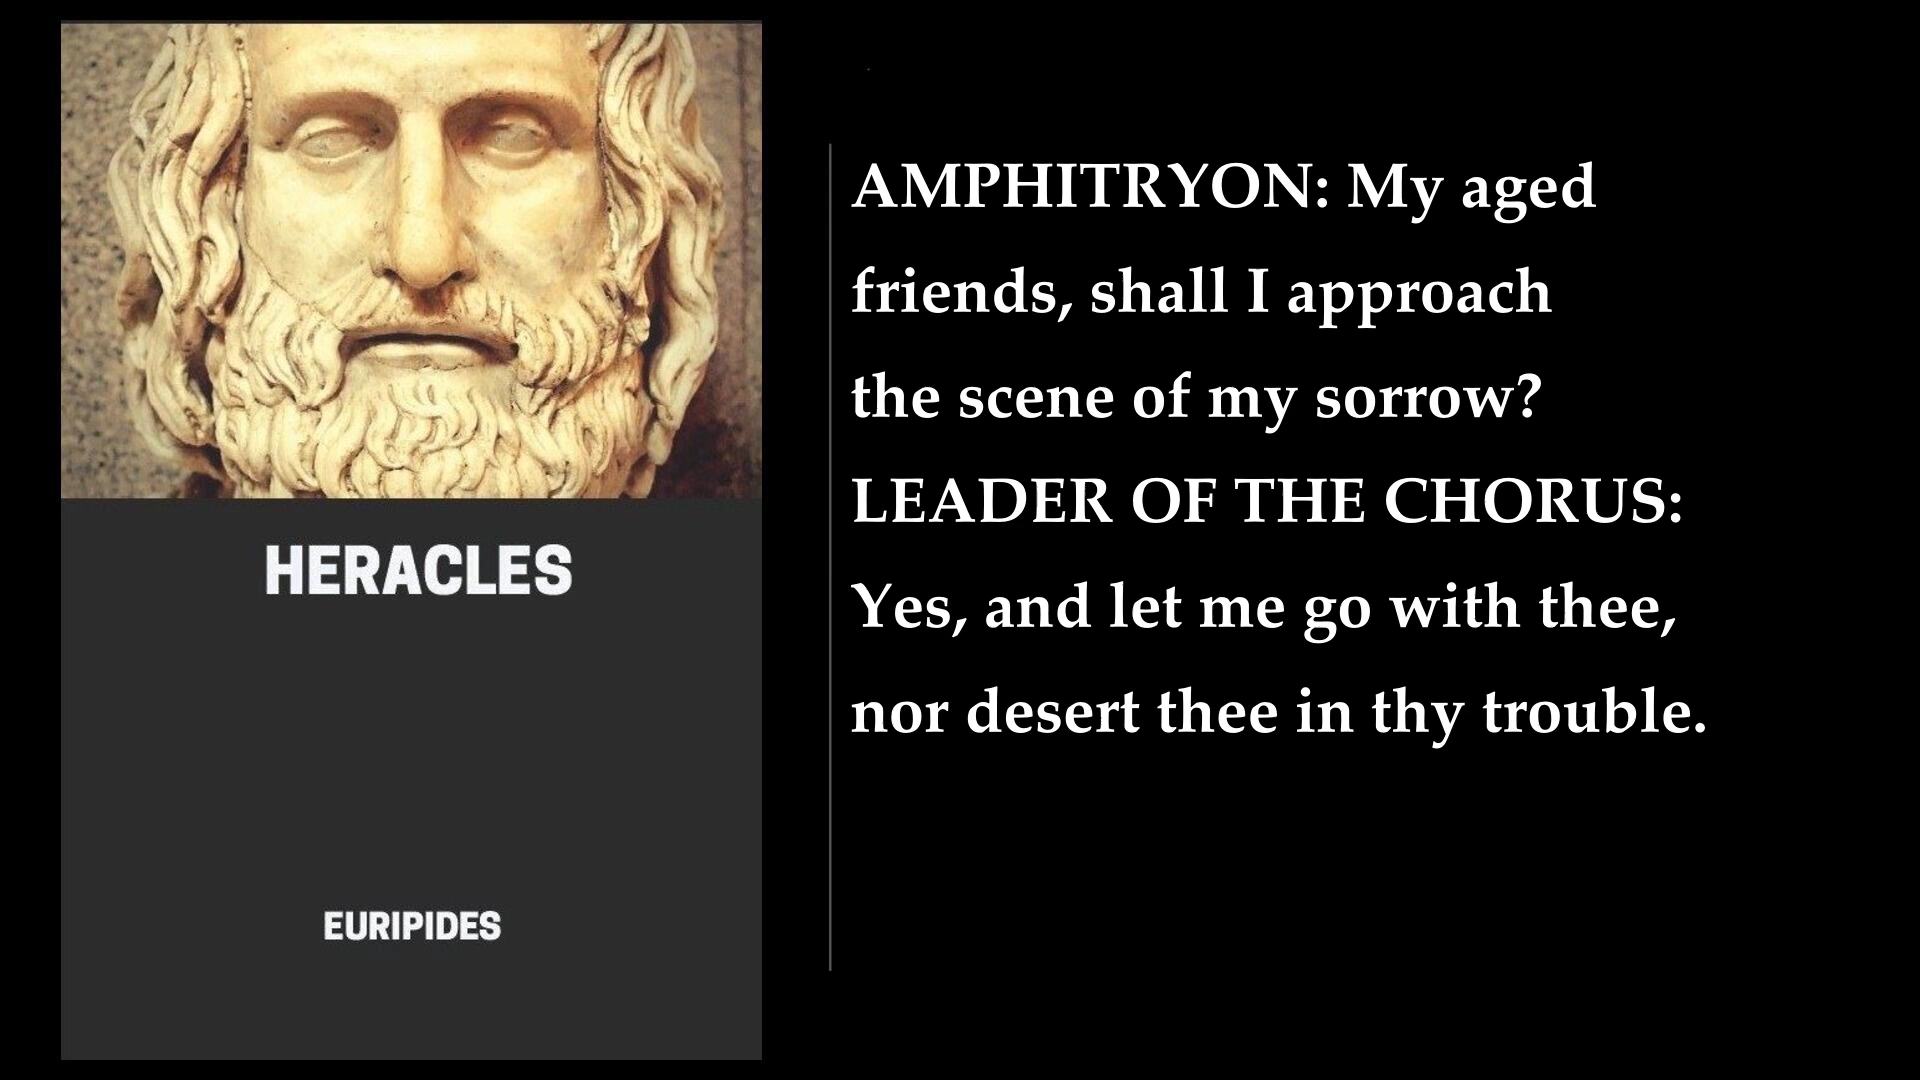 HERACLES
EURIPIDES
AMPHITRYON: My aged
friends, shall I approach
the scene of my sorrow?
LEADER OF THE CHORUS:
Yes, and let me go with thee,
nor desert thee in thy trouble.